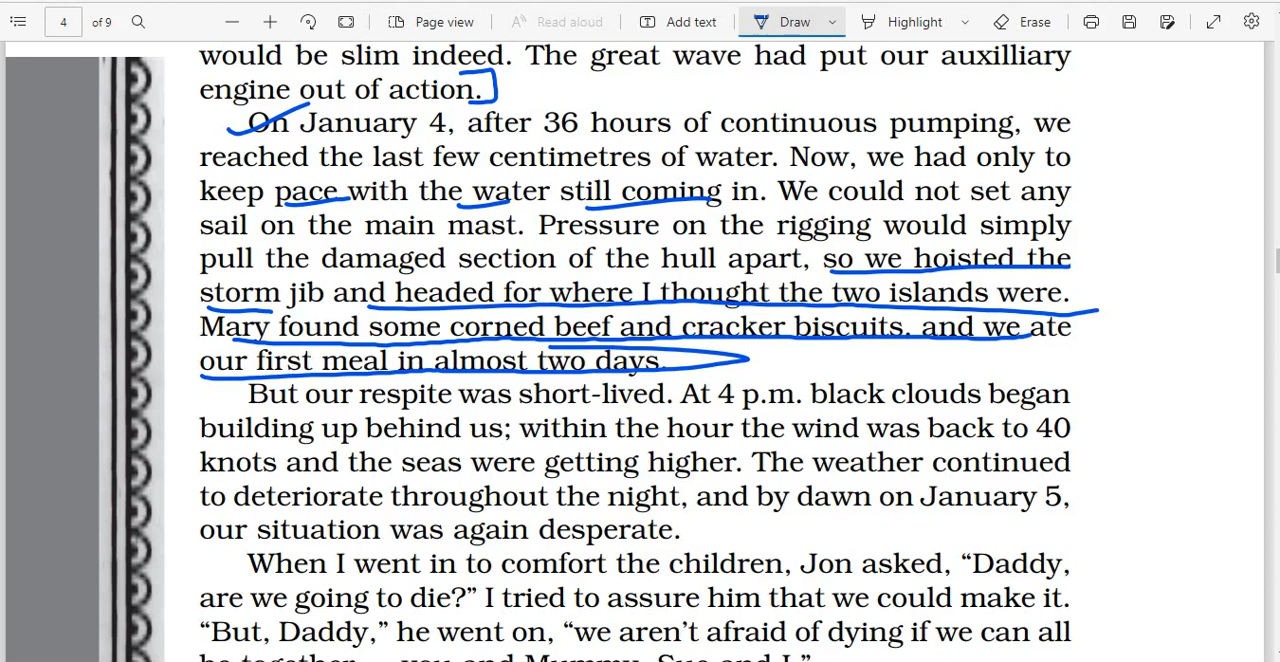 4 of 9 Page view Read aloud Add text Draw Highlight Erase
would be slim indeed. The great wave had put our auxilliary
engine out of action.
On January 4, after 36 hours of continuous pumping, we
reached the last few centimetres of water. Now, we had only to
keep pace with the water still coming in. We could not set any
sail on the main mast. Pressure on the rigging would simply
pull the damaged section of the hull apart, so we hoisted the
storm jib and headed for where I thought the two islands were.
Mary found some corned beef and cracker biscuits, and we ate
our first meal in almost two days.
But our respite was short-lived. At 4 p.m. black clouds began
building up behind us; within the hour the wind was back to 40
knots and the seas were getting higher. The weather continued
to deteriorate throughout the night, and by dawn on January 5,
our situation was again desperate.
When I went in to comfort the children, Jon asked, “Daddy,
are we going to die?” I tried to assure him that we could make it.
“But, Daddy,” he went on, “we aren’t afraid of dying if we can all
be together — you and Mummy, Sue and I.”